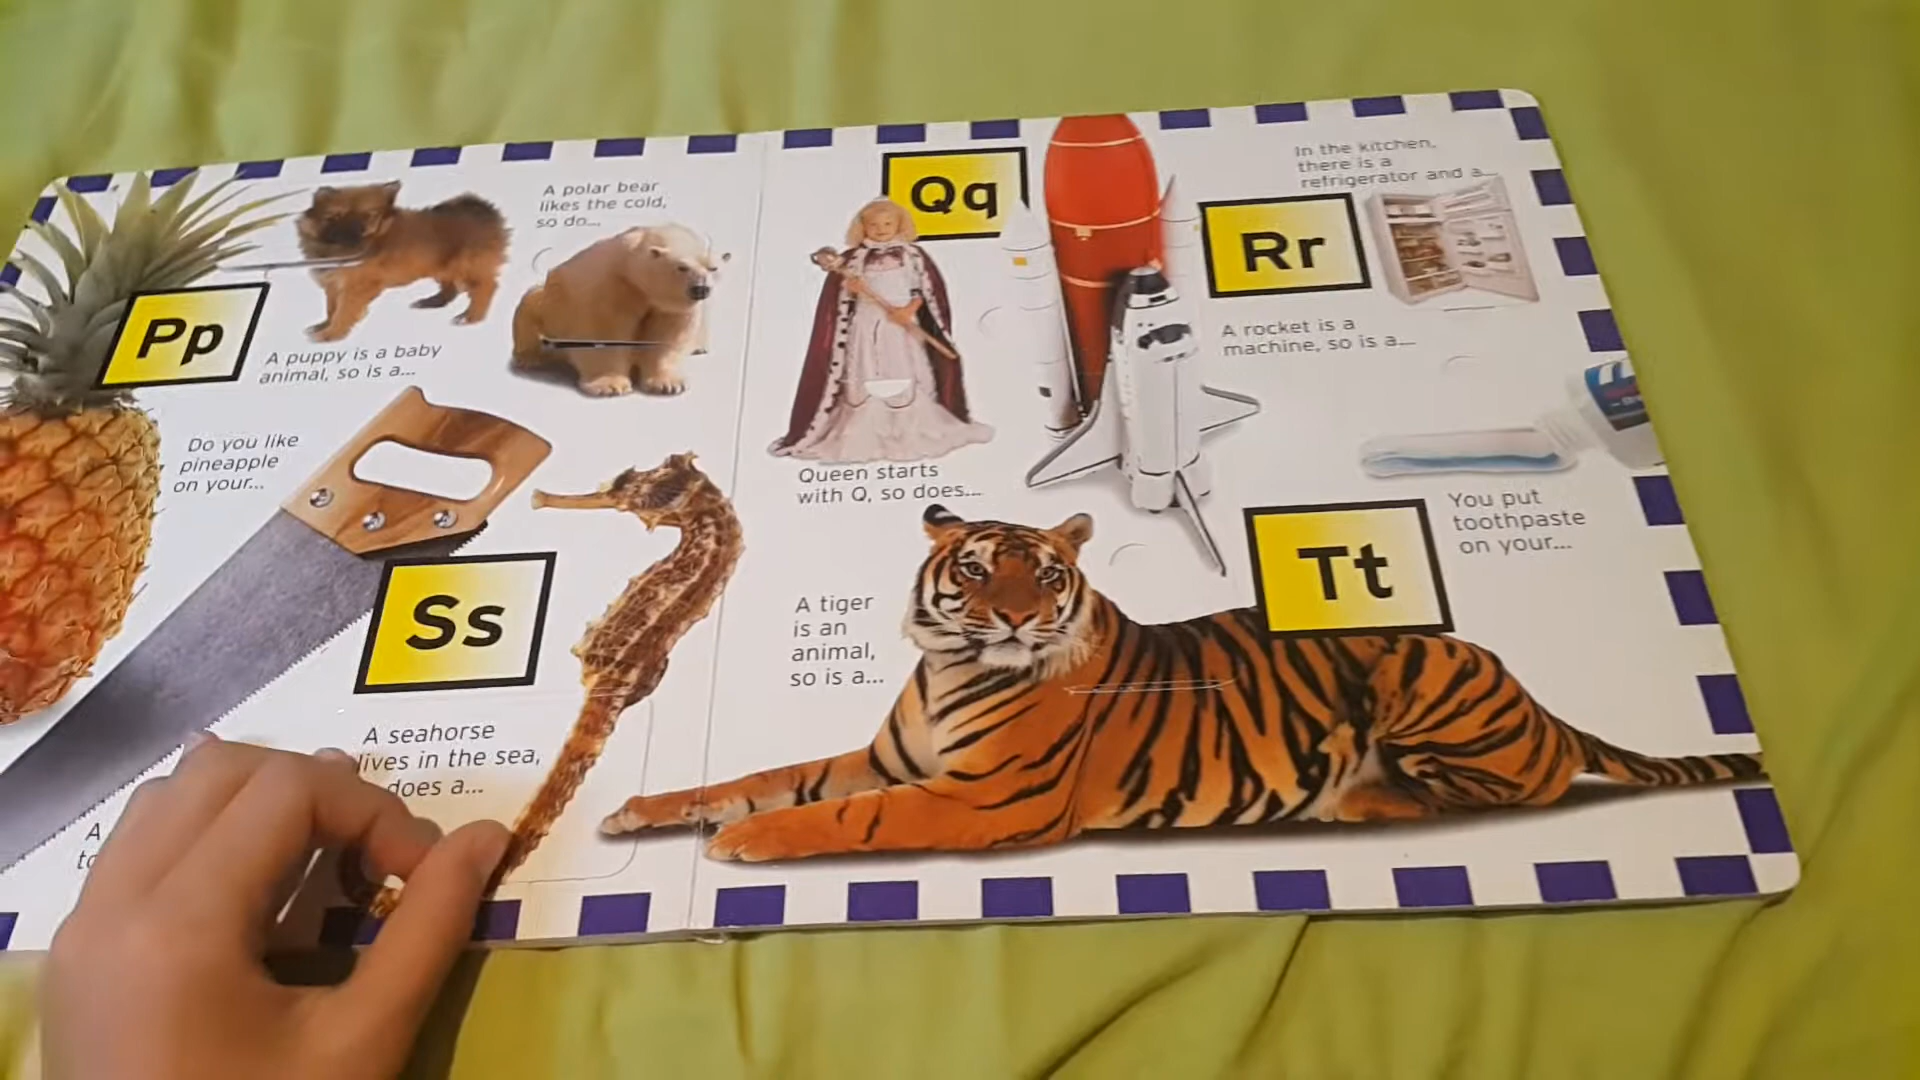 Pp
A puppy is a baby
animal, so is a...
A polar bear
likes the cold,
so do...
Do you like
pineapple
on your...
Ss
A seahorse
lives in the sea,
does a...
A
Qq
Queen starts
with Q, so does...
Rr
In the kitchen,
there is a
refrigerator and a...
A rocket is a
machine, so is a...
Tt
You put
toothpaste
on your...
A tiger
is an
animal,
so is a...